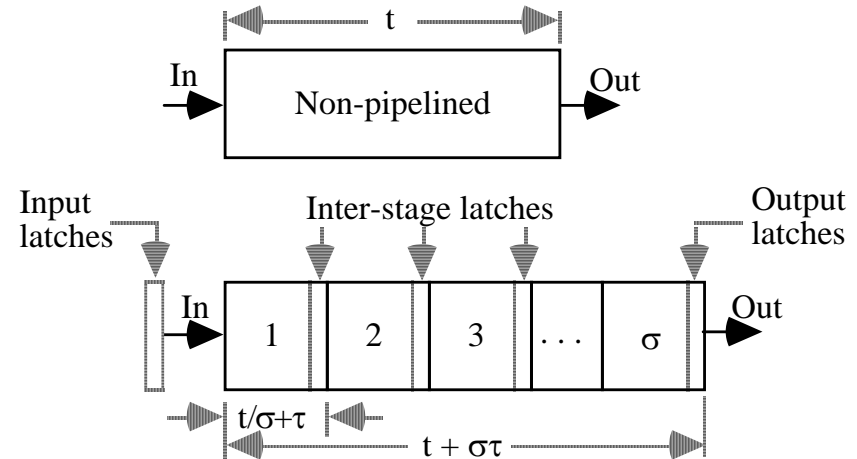 t
In
Non-pipelined
Out
Input
latches
Inter-stage latches
Output
latches
In
1
2
3
. . .
σ
Out
t/σ+τ
t + στ